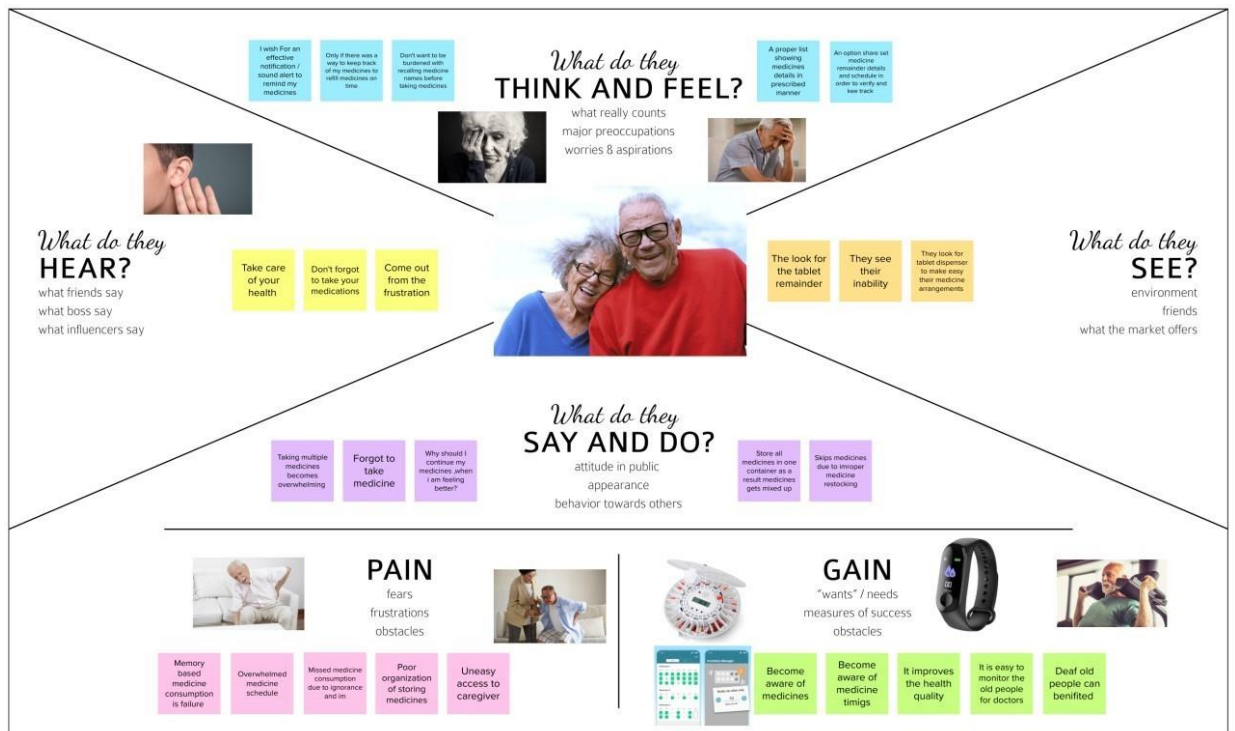 I wish For an
effective
notification /
sound alert to
remind my
medicines
Only if there was a
way to keep track
of my medicines to
refill medicines on
time
Don't want to be
burdened with
recalling medicine
names before
taking medicines
What do they
THINK AND FEEL?
what really counts
major preoccupations
worries & aspirations
A proper list
showing
medicines
details in
prescribed
manner
An option share set
medicine
remainder details
and schedule in
order to verify and
kee track
What do they
HEAR?
what friends say
what boss say
what influencers say
Take care
of your
health
Don't forgot
to take your
medications
Come out
from the
frustration
The look for
the tablet
remainder
They see
their
inability
They look for
tablet dispenser
to make easy
their medicine
arrangements
What do they
SEE?
environment
friends
what the market offers
What do they
SAY AND DO?
attitude in public
appearance
behavior towards others
Taking multiple
medicines
becomes
overwhelming
Forgot to
take
medicine
Why should I
continue my
medicines ,when
i am feeling
better?
Store all
medicines in one
container as a
result medicines
gets mixed up
Skips medicines
due to imroper
medicine
restocking
PAIN
fears
frustrations
obstacles
Memory
based
medicine
consumption
is failure
Overwhelmed
medicine
schedule
Missed medicine
consumption
due to ignorance
and im
Poor
organization
of storing
medicines
Uneasy
access to
caregiver
GAIN
"wants" / needs
measures of success
obstacles
Become
aware of
medicines
Become
aware of
medicine
timigs
It improves
the health
quality
It is easy to
monitor the
old people
for doctors
Deaf old
people can
benifited